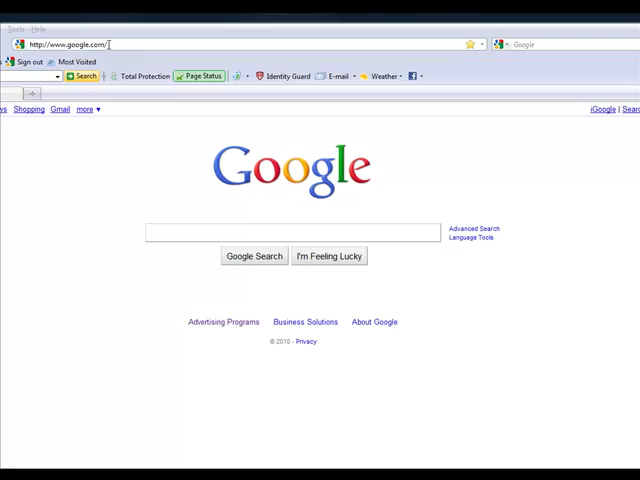 Tools Help
http://www.google.com/
Google
Sign out Most Visited
Search Total Protection Page Status Identity Guard E-mail Weather
Shopping Gmail more ▼
iGoogle |
Google
Advanced Search
Language Tools
Google Search I'm Feeling Lucky
Advertising Programs Business Solutions About Google
© 2010 - Privacy